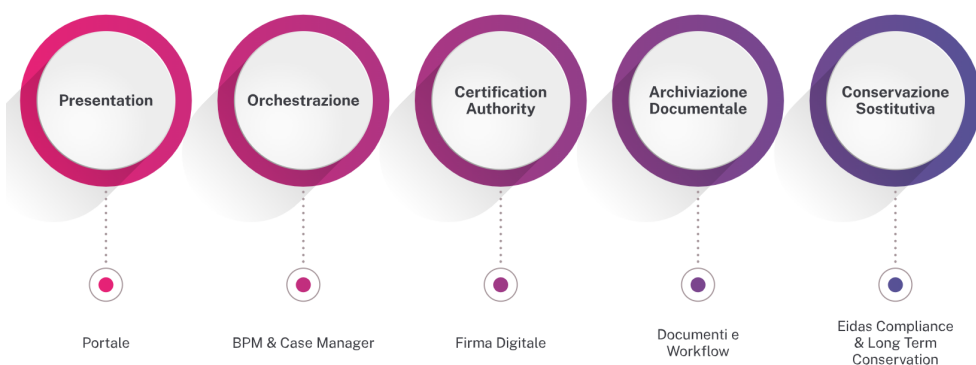 Presentation
Orchestrazione
Certification
Authority
Archiviazione
Documentale
Conservazione
Sostitutiva
Portale
BPM & Case Manager
Firma Digitale
Documenti e
Workflow
Eidas Compliance
& Long Term
Conservation